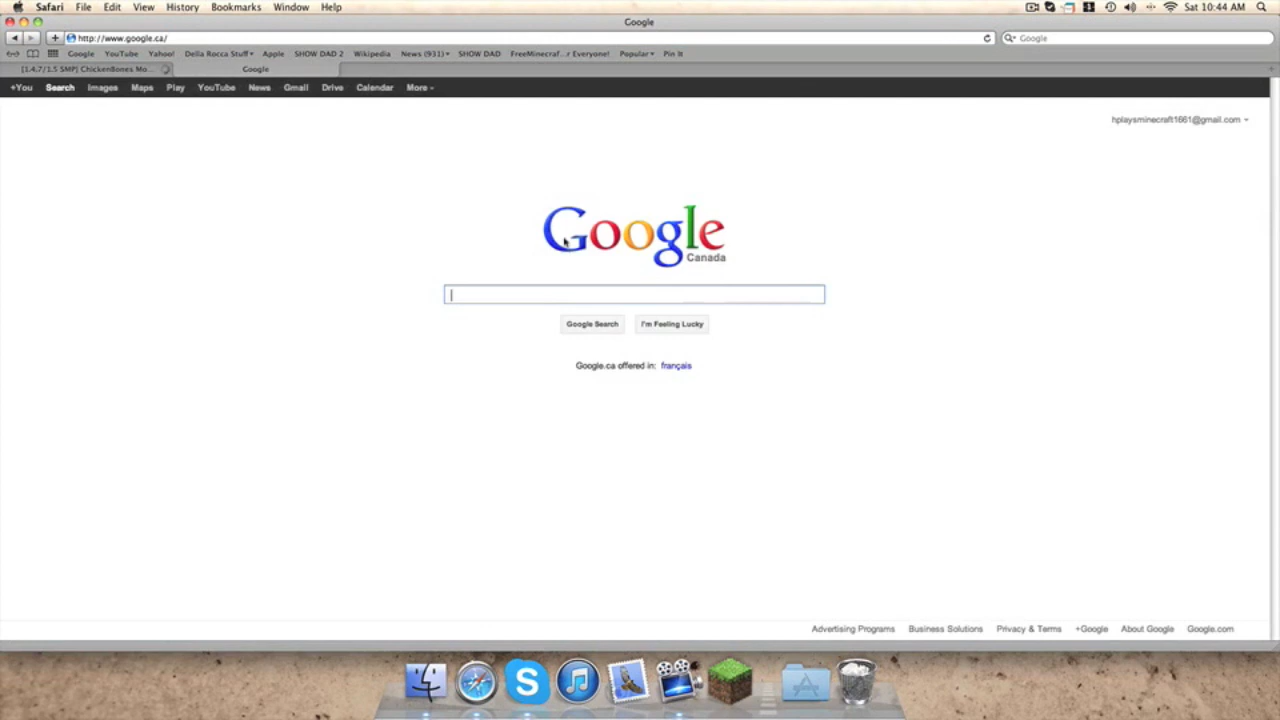 Safari File Edit View History Bookmarks Window Help Sat 10:44 AM
Google
http://www.google.ca/ Google
Google YouTube Yahoo! Della Rocca Stuff Apple SHOW DAD 2 Wikipedia News (931) SHOW DAD FreeMinecraf...r Everyone! Popular Pin It
[1.4.7/1.5 SMP] ChickenBones Mo... Google
+You Search Images Maps Play YouTube News Gmail Drive Calendar More
hplaysminecraft1661@gmail.com
Google
Canada
Google Search I'm Feeling Lucky
Google.ca offered in: français
Advertising Programs Business Solutions Privacy & Terms +Google About Google Google.com